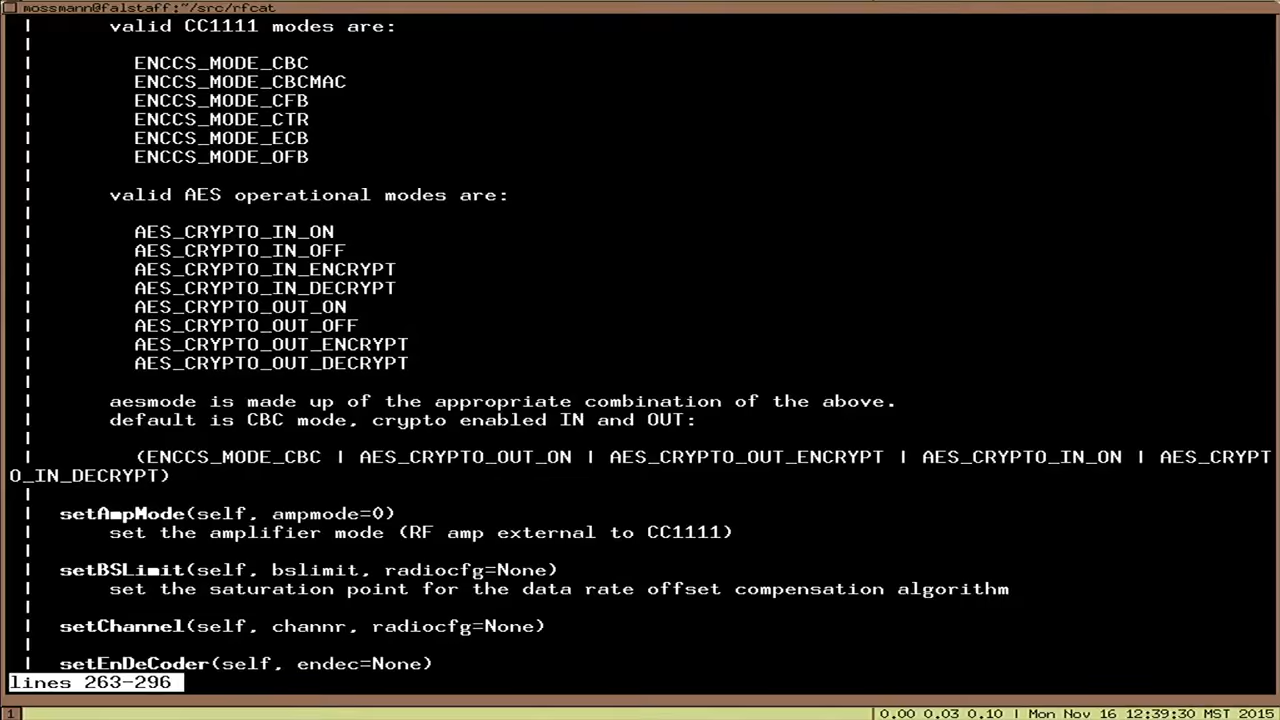 mossmann@falstaff:~/src/rfcat
|      valid CC1111 modes are:
|
|        ENCCS_MODE_CBC
|        ENCCS_MODE_CBCMAC
|        ENCCS_MODE_CFB
|        ENCCS_MODE_CTR
|        ENCCS_MODE_ECB
|        ENCCS_MODE_OFB
|
|      valid AES operational modes are:
|
|        AES_CRYPTO_IN_ON
|        AES_CRYPTO_IN_OFF
|        AES_CRYPTO_IN_ENCRYPT
|        AES_CRYPTO_IN_DECRYPT
|        AES_CRYPTO_OUT_ON
|        AES_CRYPTO_OUT_OFF
|        AES_CRYPTO_OUT_ENCRYPT
|        AES_CRYPTO_OUT_DECRYPT
|
|      aesmode is made up of the appropriate combination of the above.
|      default is CBC mode, crypto enabled IN and OUT:
|
|        (ENCCS_MODE_CBC | AES_CRYPTO_OUT_ON | AES_CRYPTO_OUT_ENCRYPT | AES_CRYPTO_IN_ON | AES_CRYPT
O_IN_DECRYPT)
|
|  setAmpMode(self, ampmode=0)
|      set the amplifier mode (RF amp external to CC1111)
|
|  setBSLimit(self, bslimit, radiocfg=None)
|      set the saturation point for the data rate offset compensation algorithm
|
|  setChannel(self, channr, radiocfg=None)
|
|  setEnDeCoder(self, endec=None)
lines 263-296
1 0.00 0.03 0.10 | Mon Nov 16 12:39:30 MST 2015